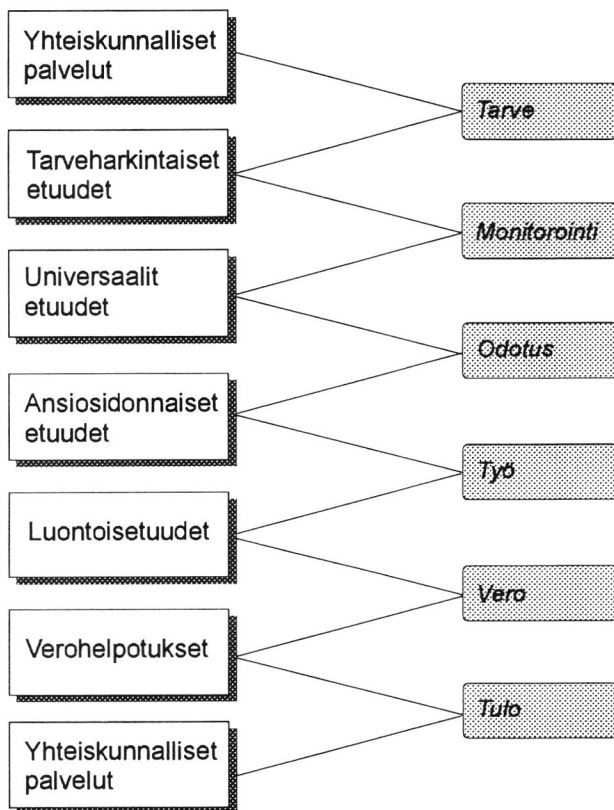 Yhteiskunnalliset
palvelut
Tarveharkintaiset
etuudet
Universaalit
etuudet
Ansiosidonnaiset
etuudet
Luontoisetuudet
Verohelpotukset
Yhteiskunnalliset
palvelut
Tarve
Monitorointi
Odotus
Työ
Vero
Tulo